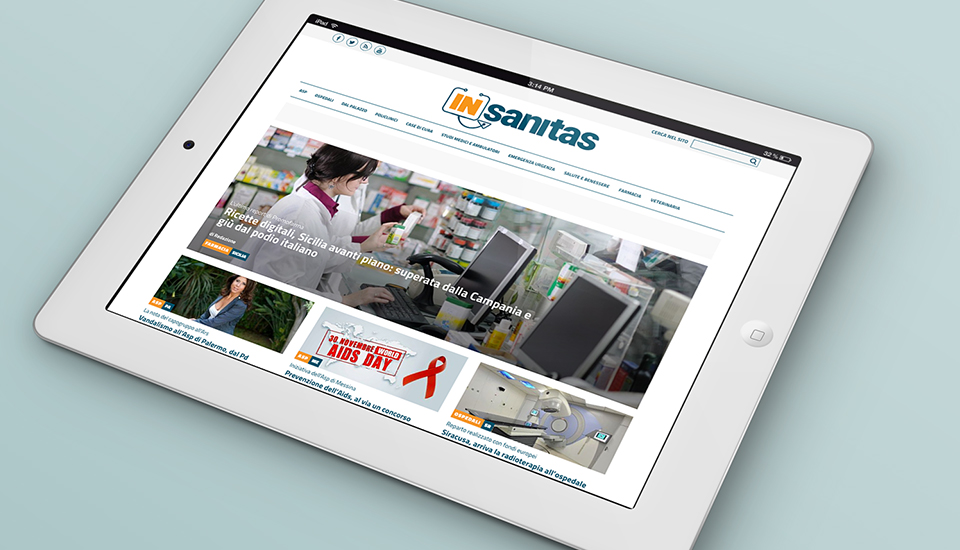 iPad
3:14 PM
32 %
IN sanitas
CERCA NEL SITO
ASP OSPEDALI DAL PALAZZO POLICLINICI CASE DI CURA STUDI MEDICI E AMBULATORI EMERGENZA URGENZA SALUTE E BENESSERE FARMACIA VETERINARIA
Ricette digitali, Sicilia avanti piano: superata dalla Campania e
giù dal podio italiano
di Redazione
FARMACIA SICILIA
ASP PA
La nota del capogruppo all'Ars
Vandalismo all'Asp di Palermo, dal Pd
30. NOVEMBRE WORLD
AIDS DAY
ASP ME
Iniziativa dell'Asp di Messina
Prevenzione dell'Aids, al via un concorso
OSPEDALI SR
Reparto realizzato con fondi europei
Siracusa, arriva la radioterapia all'ospedale